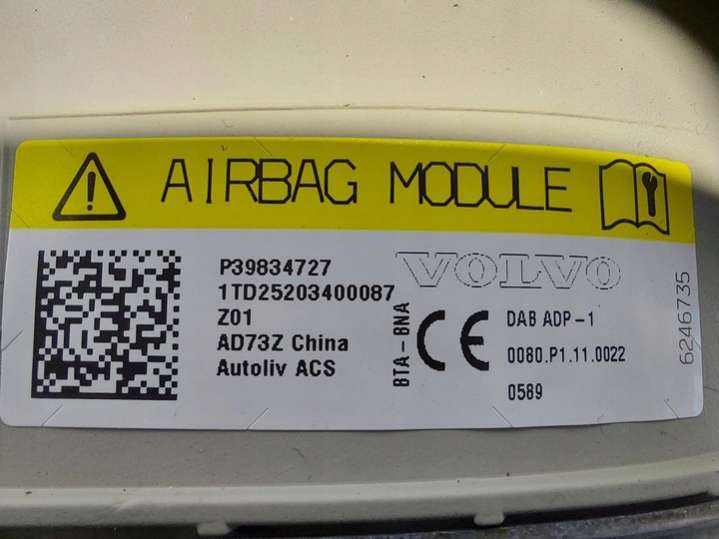 AIRBAG MODULE
P39834727
1TD25203400087
Z01
AD73Z China
Autoliv ACS
BTA-BNA
VOLVO
CE
DAB ADP-1
0080.P1.11.0022
0589
6246735